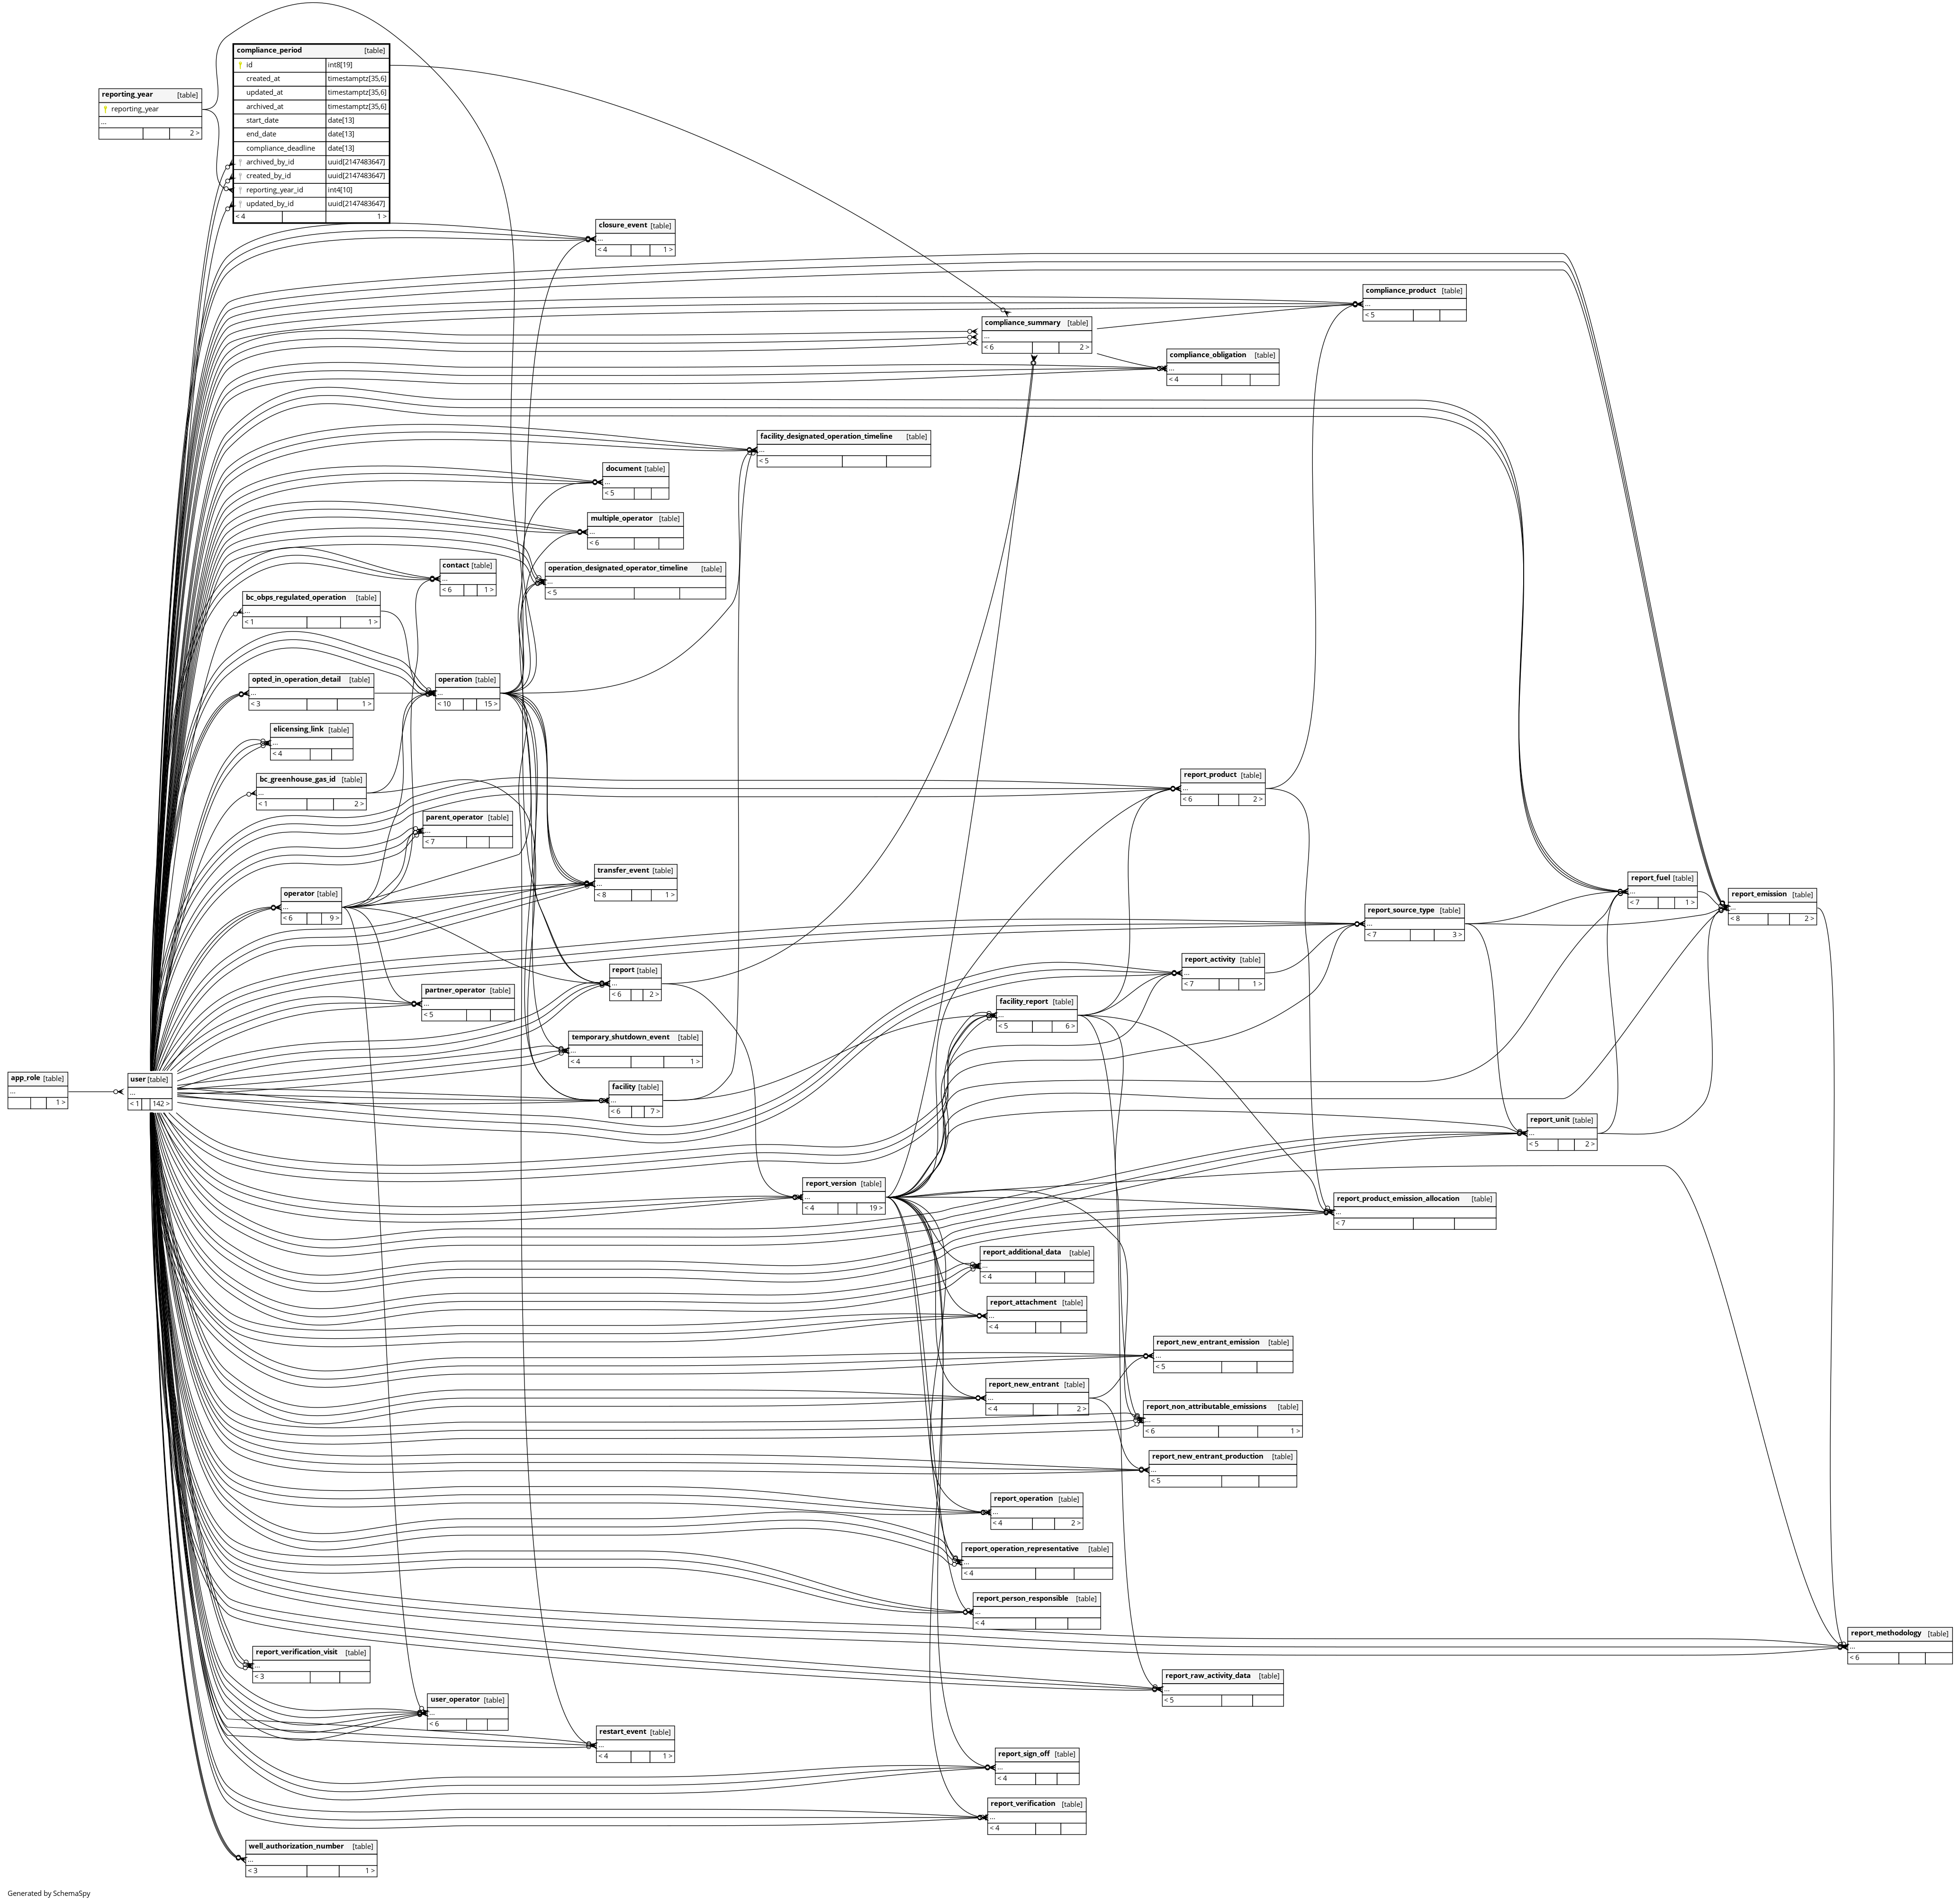 compliance_period [table]
id int8[19]
created_at timestamptz[35,6]
updated_at timestamptz[35,6]
archived_at timestamptz[35,6]
start_date date[13]
end_date date[13]
compliance_deadline date[13]
archived_by_id uuid[2147483647]
created_by_id uuid[2147483647]
reporting_year_id int4[10]
updated_by_id uuid[2147483647]
< 4 1 >
reporting_year [table]
reporting_year
...
2 >
closure_event [table]
...
< 4 1 >
compliance_product [table]
...
< 5
compliance_summary [table]
...
< 6 2 >
compliance_obligation [table]
...
< 4
facility_designated_operation_timeline [table]
...
< 5
document [table]
...
< 5
multiple_operator [table]
...
< 6
contact [table]
...
< 6 1 >
operation_designated_operator_timeline [table]
...
< 5
bc_obps_regulated_operation [table]
...
< 1 1 >
opted_in_operation_detail [table]
...
< 3 1 >
operation [table]
...
< 10 15 >
elicensing_link [table]
...
< 4
bc_greenhouse_gas_id [table]
...
< 1 2 >
report_product [table]
...
< 6 2 >
parent_operator [table]
...
< 7
transfer_event [table]
...
< 8 1 >
operator [table]
...
< 6 9 >
report_fuel [table]
...
< 7 1 >
report_emission [table]
...
< 8 2 >
report_source_type [table]
...
< 7 3 >
report_activity [table]
...
< 7 1 >
report [table]
...
< 6 2 >
partner_operator [table]
...
< 5
facility_report [table]
...
< 5 6 >
temporary_shutdown_event [table]
...
< 4 1 >
app_role [table]
...
1 >
user [table]
...
< 1 142 >
facility [table]
...
< 6 7 >
report_unit [table]
...
< 5 2 >
report_version [table]
...
< 4 19 >
report_product_emission_allocation [table]
...
< 7
report_additional_data [table]
...
< 4
report_attachment [table]
...
< 4
report_new_entrant_emission [table]
...
< 5
report_new_entrant [table]
...
< 4 2 >
report_non_attributable_emissions [table]
...
< 6 1 >
report_new_entrant_production [table]
...
< 5
report_operation [table]
...
< 4 2 >
report_operation_representative [table]
...
< 4
report_person_responsible [table]
...
< 4
report_methodology [table]
...
< 6
report_verification_visit [table]
...
< 3
report_raw_activity_data [table]
...
< 5
user_operator [table]
...
< 6
restart_event [table]
...
< 4 1 >
report_sign_off [table]
...
< 4
report_verification [table]
...
< 4
well_authorization_number [table]
...
< 3 1 >
Generated by SchemaSpy